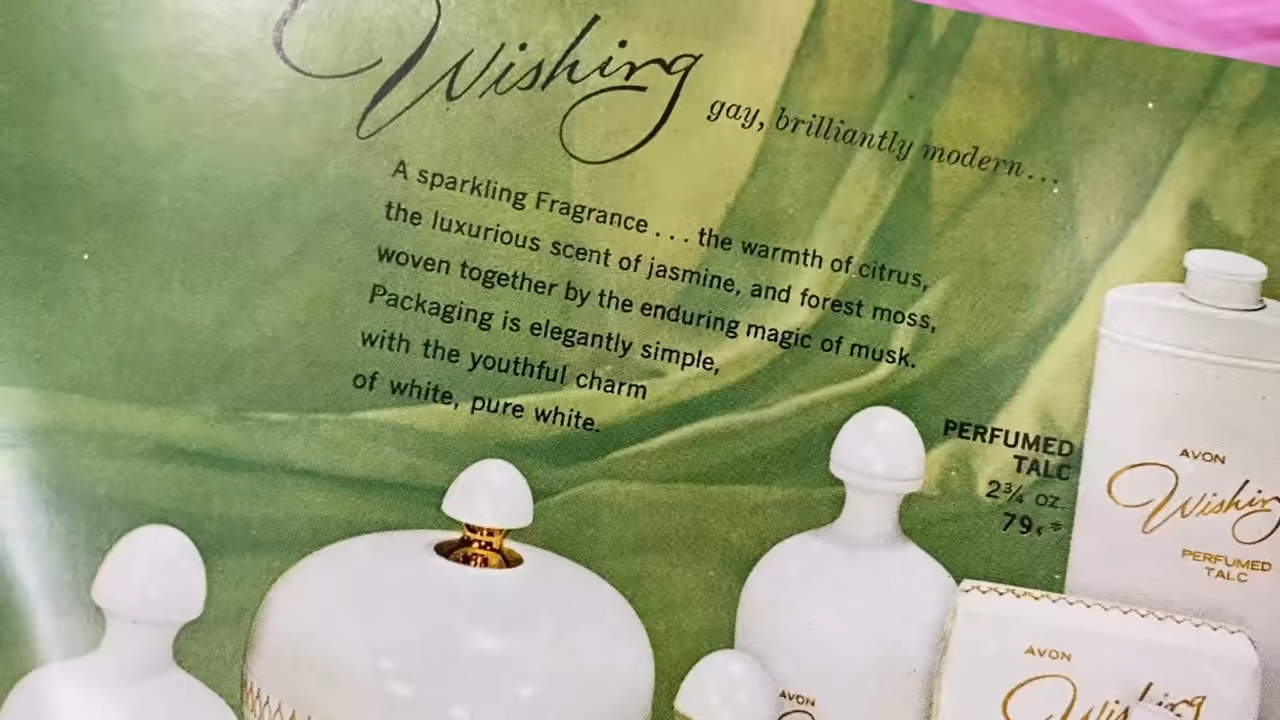 Wishing
gay, brilliantly modern...
A sparkling Fragrance... the warmth of citrus,
the luxurious scent of jasmine, and forest moss,
woven together by the enduring magic of musk.
Packaging is elegantly simple,
with the youthful charm
of white, pure white.
PERFUMED
TALC
2¾ oz.
79¢*
AVON
Wishing
PERFUMED
TALC
AVON
Wishing
AVON